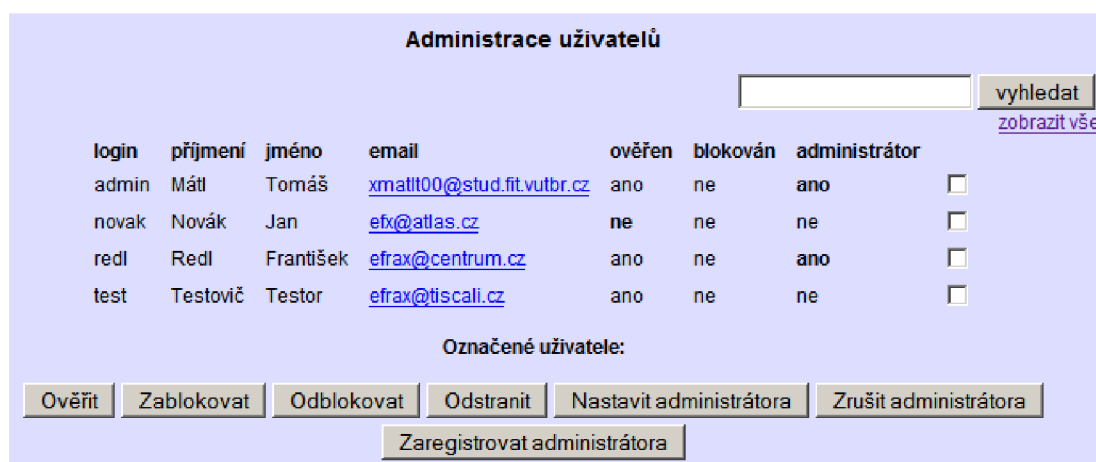 Administrace uživatelů
vyhledat
zobrazit vše
login příjmení jméno email ověřen blokován administrátor
admin Mátl Tomáš xmatlt00@stud.fit.vutbr.cz ano ne ano
novak Novák Jan efx@atlas.cz ne ne ne
redl Redl František efrax@centrum.cz ano ne ano
test Testovič Testor efrax@tiscali.cz ano ne ne
Označené uživatele:
Ověřit Zablokovat Odblokovat Odstranit Nastavit administrátora Zrušit administrátora
Zaregistrovat administrátora